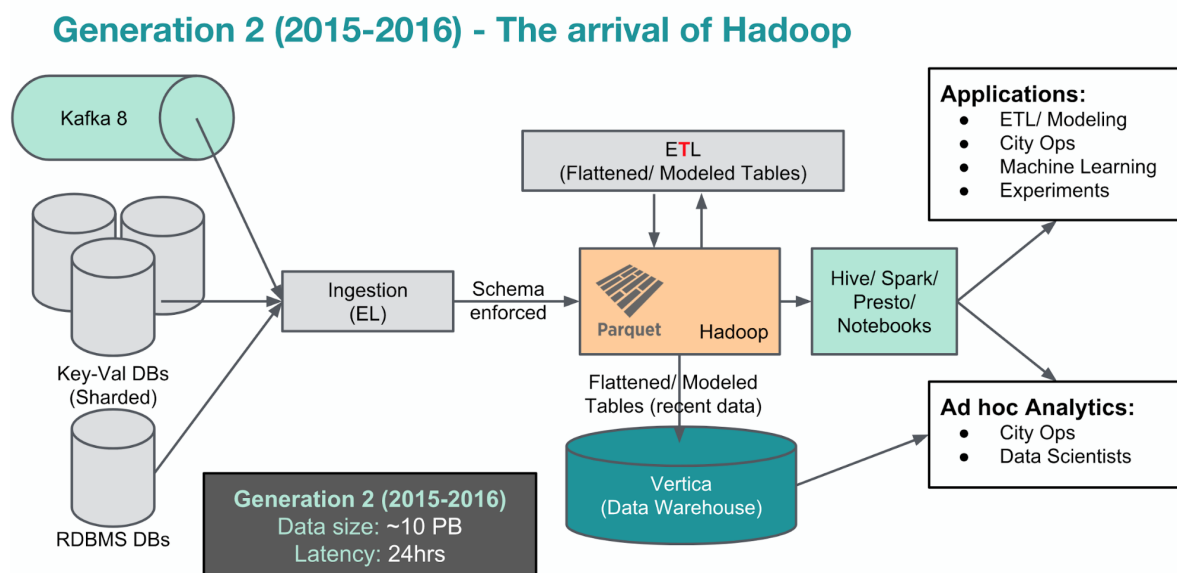 Generation 2 (2015-2016) - The arrival of Hadoop
Kafka 8
Key-Val DBs
(Sharded)
RDBMS DBs
Ingestion
(EL)
Schema
enforced
ETL
(Flattened/ Modeled Tables)
Parquet
Hadoop
Flattened/ Modeled
Tables (recent data)
Vertica
(Data Warehouse)
Hive/ Spark/
Presto/
Notebooks
Applications:
● ETL/ Modeling
● City Ops
● Machine Learning
● Experiments
Ad hoc Analytics:
● City Ops
● Data Scientists
Generation 2 (2015-2016)
Data size: ~10 PB
Latency: 24hrs